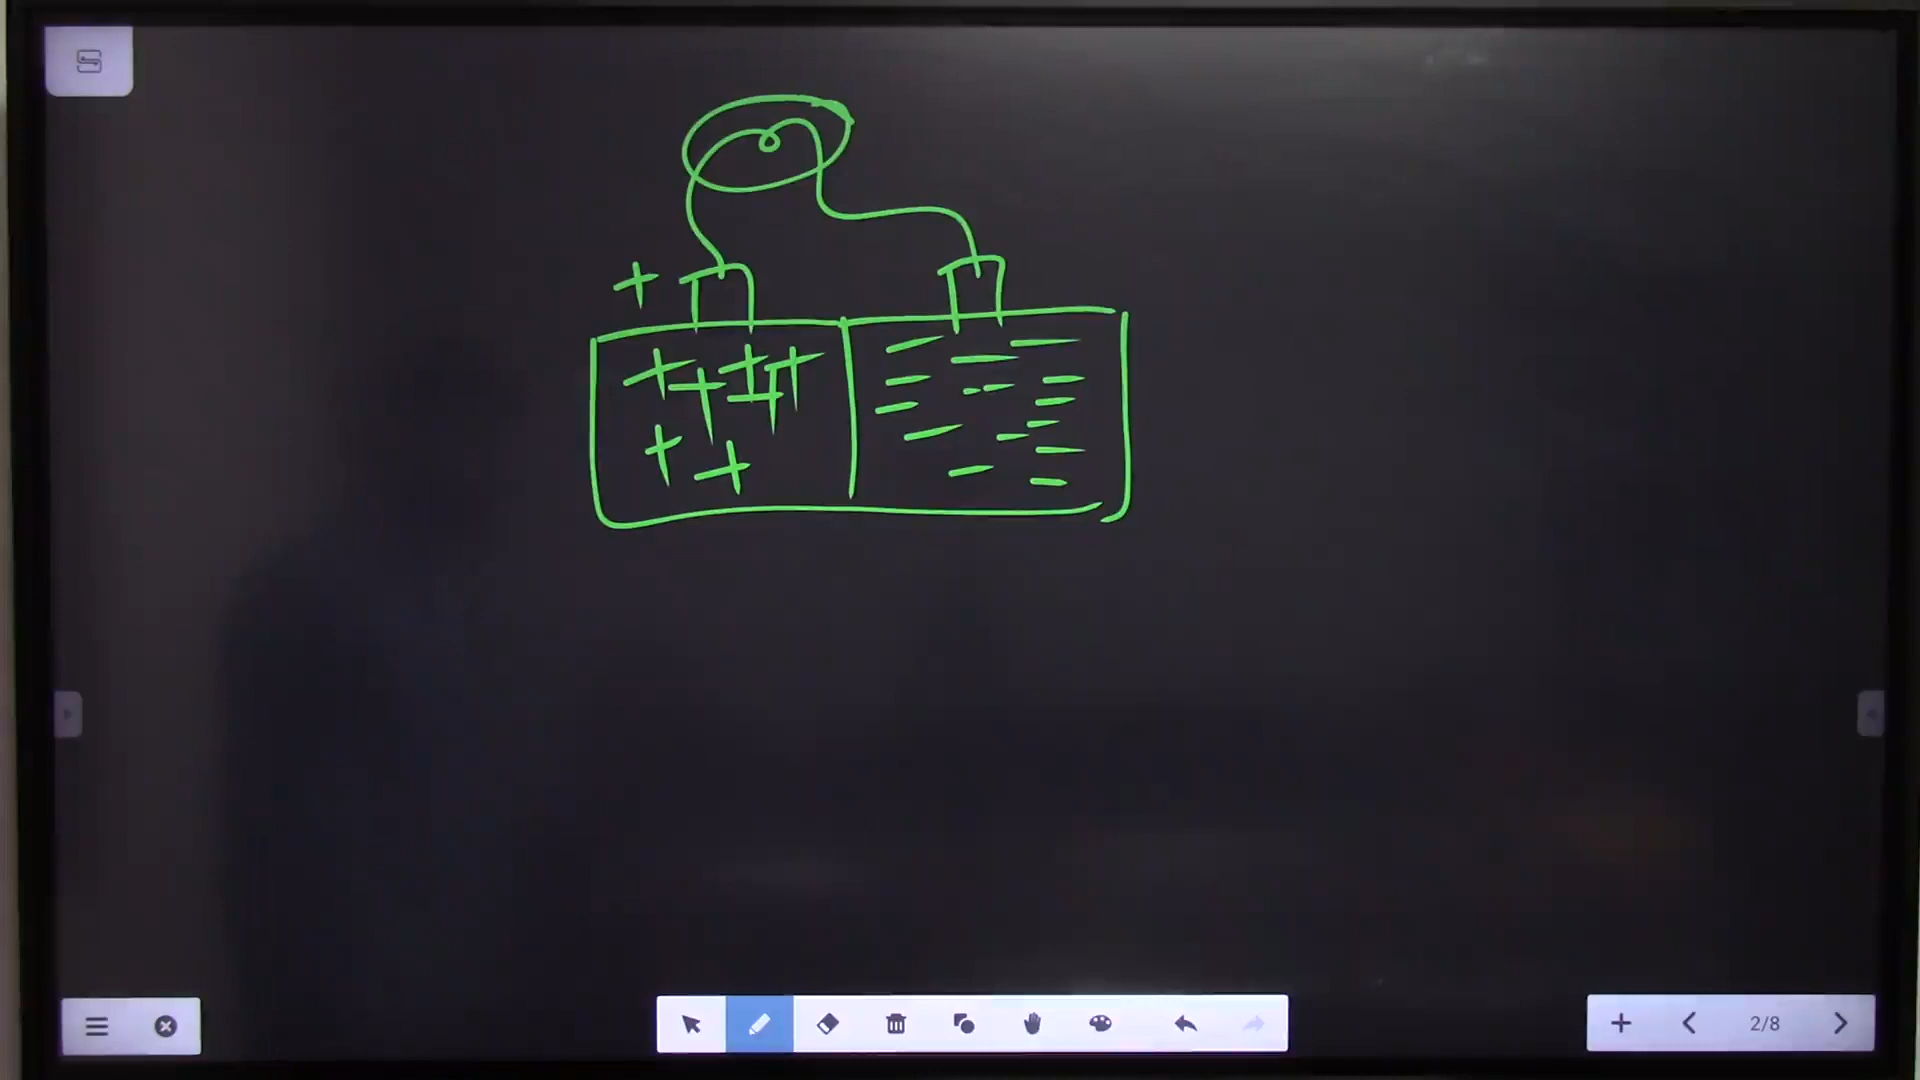 +
+ + + +
+
+ +
2/8